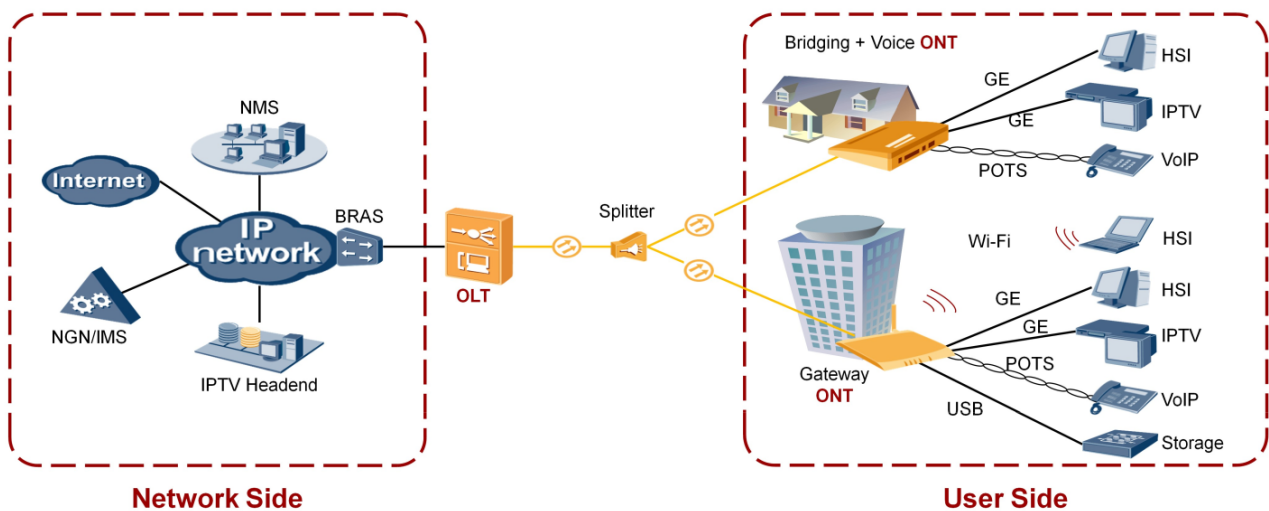 NMS
Internet
IP
network
BRAS
NGN/IMS
IPTV Headend
OLT
Splitter
Bridging + Voice ONT
GE
HSI
GE
IPTV
POTS
VoIP
Wi-Fi
HSI
GE
HSI
GE
IPTV
Gateway
ONT
POTS
VoIP
USB
Storage
Network Side
User Side